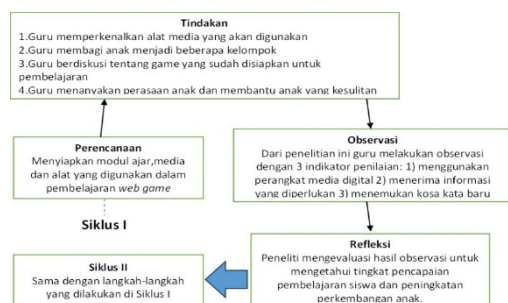 Tindakan
1.Guru memperkenalkan alat media yang akan digunakan
2.Guru membagi anak menjadi beberapa kelompok
3.Guru berdiskusi tentang game yang sudah disiapkan untuk
pembelajaran
4.Guru menanyakan perasaan anak dan membantu anak yang kesulitan
Perencanaan
Menyiapkan modul ajar,media
dan alat yang digunakan dalam
pembelajaran web game
Siklus I
Observasi
Dari penelitian ini guru melakukan observasi
dengan 3 indikator penilaian: 1) menggunakan
perangkat media digital 2) menerima informasi
yang diperlukan 3) menemukan kosa kata baru
Refleksi
Peneliti mengevaluasi hasil observasi untuk
mengetahui tingkat pencapaian
pembelajaran siswa dan peningkatan
perkembangan anak.
Siklus II
Sama dengan langkah-langkah
yang dilakukan di Siklus I